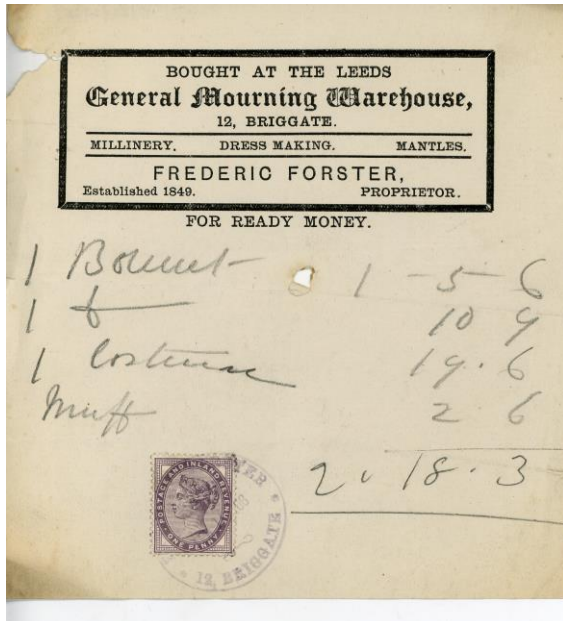 BOUGHT AT THE LEEDS
General Mourning Warehouse,
12, BRIGGATE.
MILLINERY. DRESS MAKING. MANTLES.
FREDERIC FORSTER,
Established 1849. PROPRIETOR.
FOR READY MONEY.
1 Bonnet 1 - 5 - 6
1 10 9
1 Costume 19. 6
Muff 2 6
2. 18. 3
POSTAGE AND INLAND REVENUE
ONE PENNY
12, BRIGGATE